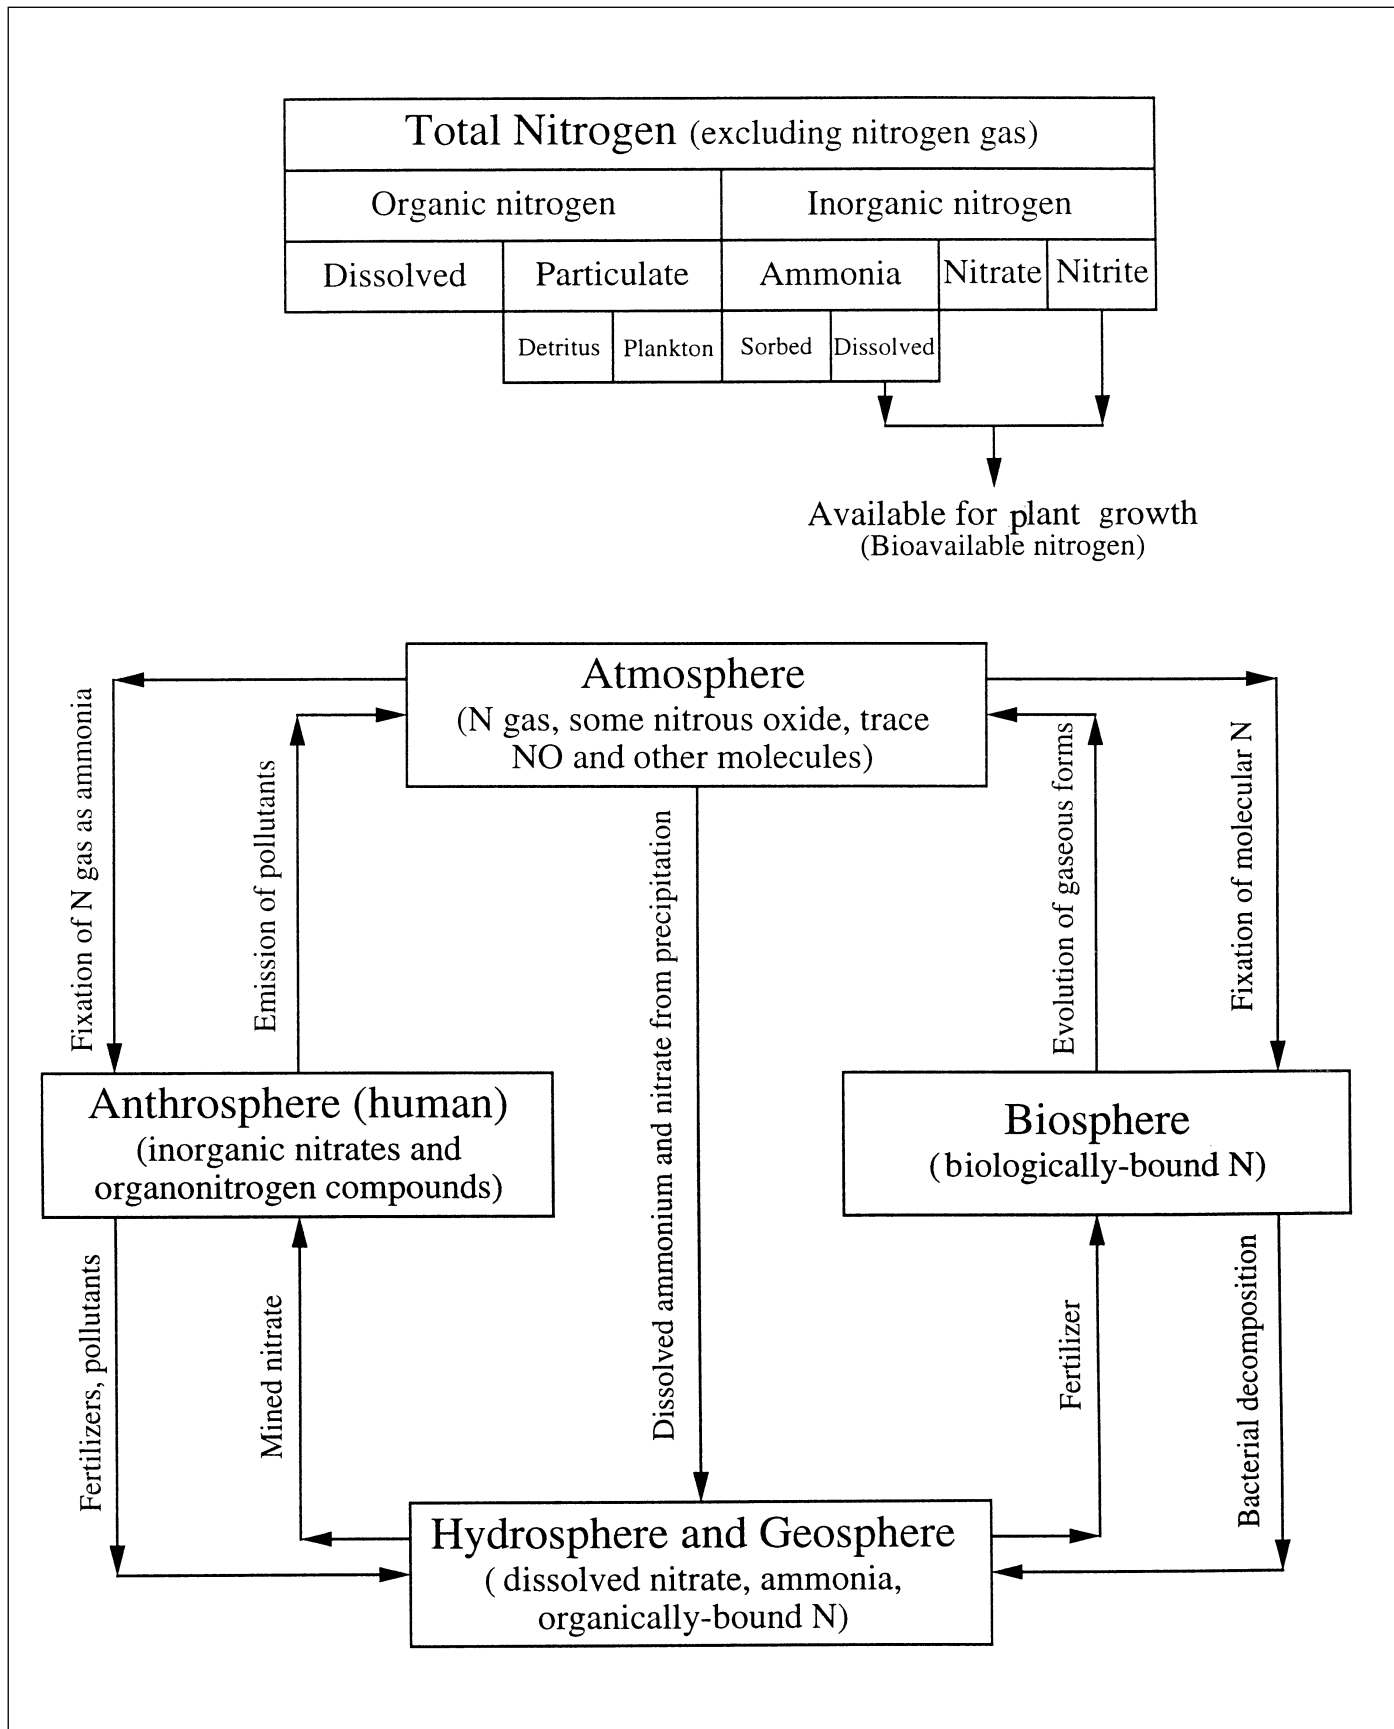 Total Nitrogen (excluding nitrogen gas)
Organic nitrogen
Inorganic nitrogen
Dissolved
Particulate
Ammonia
Nitrate
Nitrite
Detritus
Plankton
Sorbed
Dissolved
Available for plant growth
(Bioavailable nitrogen)
Atmosphere
(N gas, some nitrous oxide, trace
NO and other molecules)
Fixation of N gas as ammonia
Emission of pollutants
Dissolved ammonium and nitrate from precipitation
Evolution of gaseous forms
Fixation of molecular N
Anthrosphere (human)
(inorganic nitrates and
organonitrogen compounds)
Biosphere
(biologically-bound N)
Fertilizers, pollutants
Mined nitrate
Fertilizer
Bacterial decomposition
Hydrosphere and Geosphere
( dissolved nitrate, ammonia,
organically-bound N)